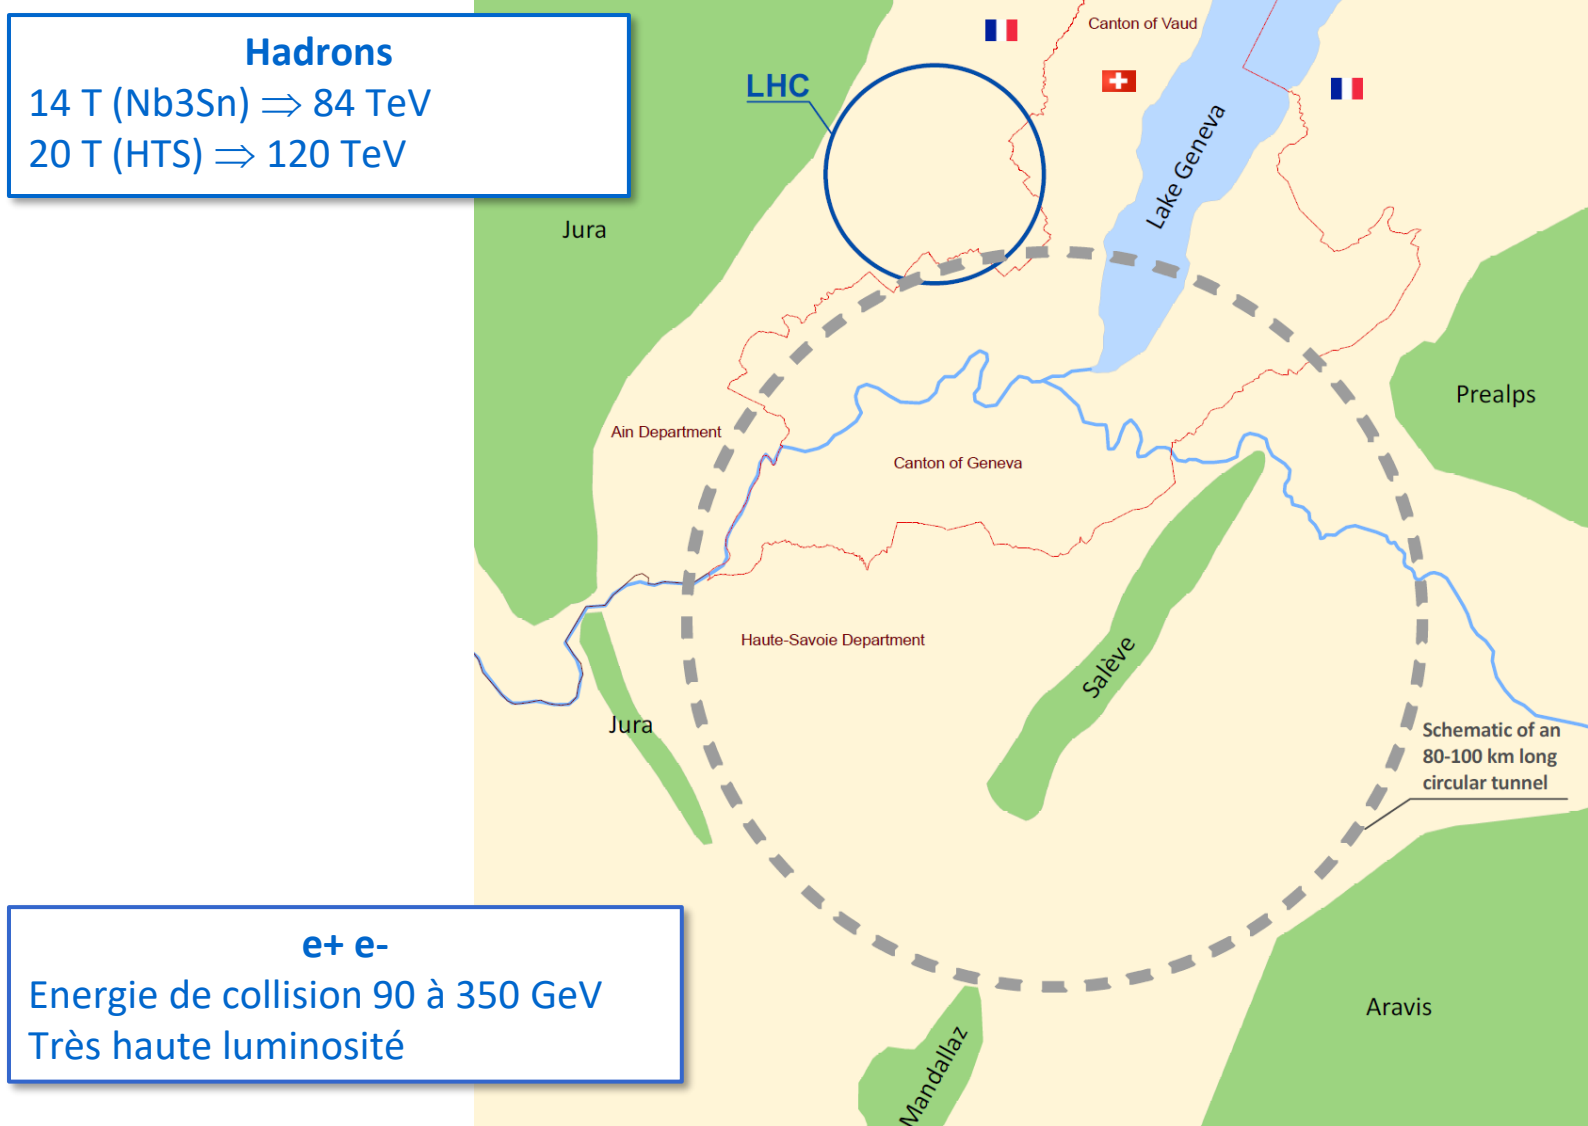 Hadrons
14 T (Nb3Sn) ⇒ 84 TeV
20 T (HTS) ⇒ 120 TeV
Canton of Vaud
LHC
Lake Geneva
Jura
Prealps
Ain Department
Canton of Geneva
Haute-Savoie Department
Salève
Jura
Schematic of an
80-100 km long
circular tunnel
e+ e-
Energie de collision 90 à 350 GeV
Très haute luminosité
Aravis
Mandallaz